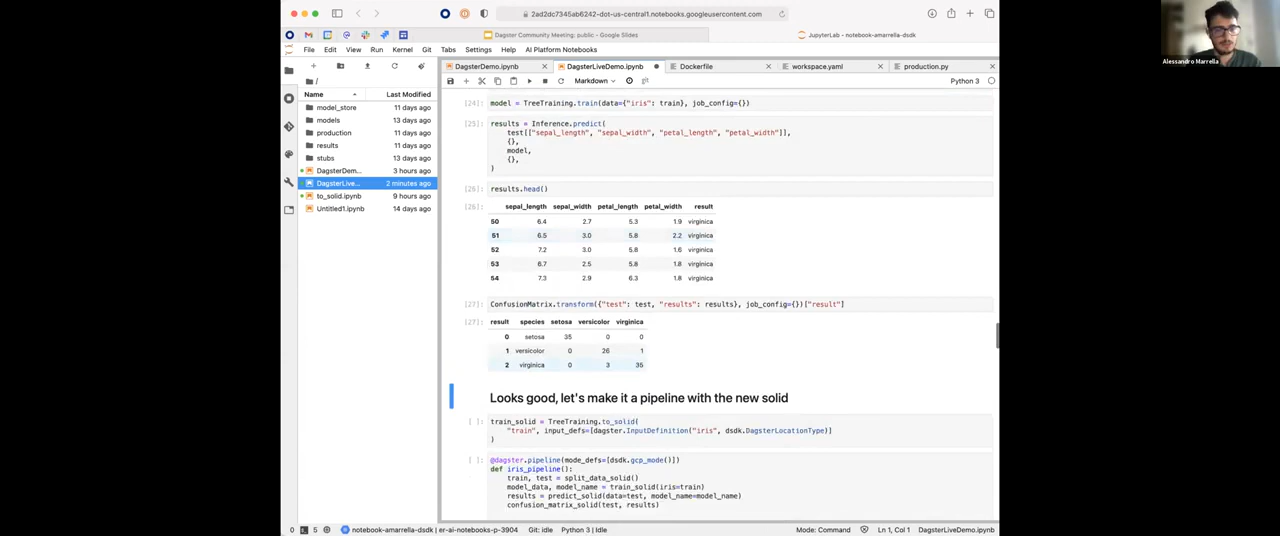 2ad2dc7345ab6242-dot-us-central1.notebooks.googleusercontent.com
Dagster Community Meeting: public - Google Slides
JupyterLab - notebook-amarrella-dsdk
Alessandro Marrella
File Edit View Run Kernel Git Tabs Settings Help AI Platform Notebooks
DagsterDemo.ipynb
DagsterLiveDemo.ipynb
Dockerfile
workspace.yaml
production.py
Markdown
Python 3
/
Name Last Modified
model_store 11 days ago
models 11 days ago
production 11 days ago
results 11 days ago
stubs 13 days ago
DagsterDem... 3 hours ago
DagsterLive... 2 minutes ago
to_solid.ipynb 9 hours ago
Untitled1.ipynb 14 days ago
[24]: model = TreeTraining.train(data={"iris": train}, job_config={})
[25]: results = Inference.predict(
test[["sepal_length", "sepal_width", "petal_length", "petal_width"]],
{},
model,
{},
)
[26]: results.head()
[26]: sepal_length sepal_width petal_length petal_width result
50 6.4 2.7 5.3 1.9 virginica
51 6.5 3.0 5.8 2.2 virginica
52 7.2 3.0 5.8 1.6 virginica
53 6.7 2.5 5.8 1.8 virginica
54 7.3 2.9 6.3 1.8 virginica
[27]: ConfusionMatrix.transform({"test": test, "results": results}, job_config={})["result"]
[27]: result species setosa versicolor virginica
0 setosa 35 0 0
1 versicolor 0 26 1
2 virginica 0 3 35
Looks good, let's make it a pipeline with the new solid
[ ]: train_solid = TreeTraining.to_solid(
"train", input_defs=[dagster.InputDefinition("iris", dsdk.DagsterLocationType)]
)
[ ]: @dagster.pipeline(mode_defs=[dsdk.gcp_mode()])
def iris_pipeline():
train, test = split_data_solid()
model_data, model_name = train_solid(iris=train)
results = predict_solid(data=test, model_name=model_name)
confusion_matrix_solid(test, results)
0 5 notebook-amarrella-dsdk | er-ai-notebooks-p-3904 Git: idle Python 3 | Idle Mode: Command Ln 1, Col 1 DagsterLiveDemo.ipynb